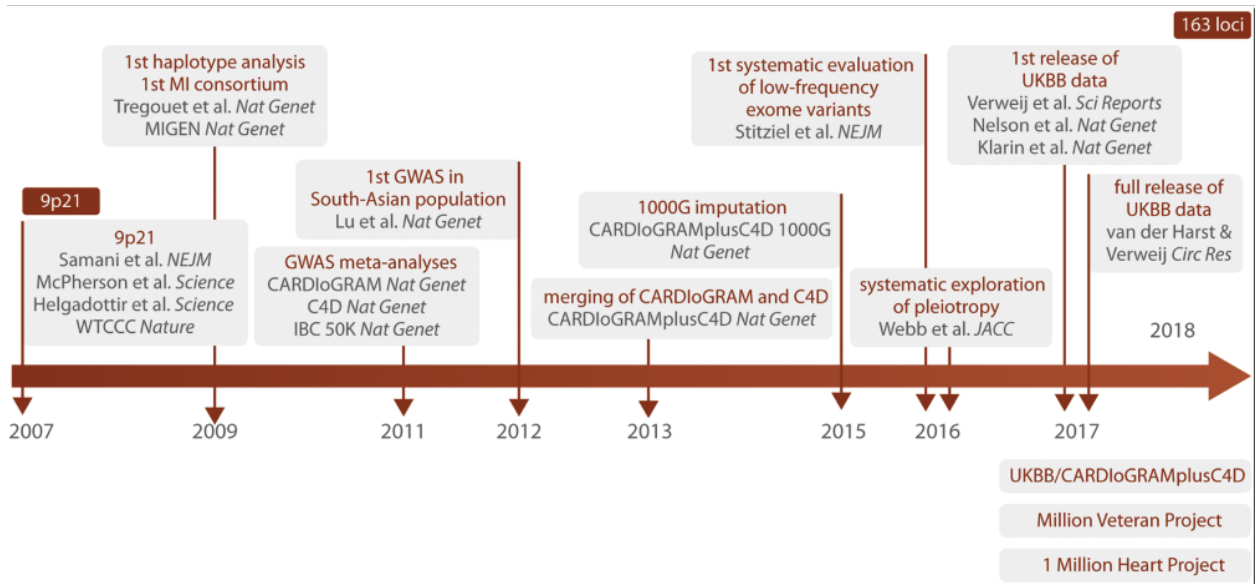 163 loci
1st haplotype analysis
1st MI consortium
Tregouet et al. Nat Genet
MIGEN Nat Genet
1st systematic evaluation
of low-frequency
exome variants
Stitziel et al. NEJM
1st release of
UKBB data
Verweij et al. Sci Reports
Nelson et al. Nat Genet
Klarin et al. Nat Genet
9p21
9p21
Samani et al. NEJM
McPherson et al. Science
Helgadottir et al. Science
WTCCC Nature
1st GWAS in
South-Asian population
Lu et al. Nat Genet
GWAS meta-analyses
CARDIoGRAM Nat Genet
C4D Nat Genet
IBC 50K Nat Genet
1000G imputation
CARDIoGRAMplusC4D 1000G
Nat Genet
merging of CARDIoGRAM and C4D
CARDIoGRAMplusC4D Nat Genet
systematic exploration
of pleiotropy
Webb et al. JACC
full release of
UKBB data
van der Harst &
Verweij Circ Res
2018
2007
2009
2011
2012
2013
2015
2016
2017
UKBB/CARDIoGRAMplusC4D
Million Veteran Project
1 Million Heart Project